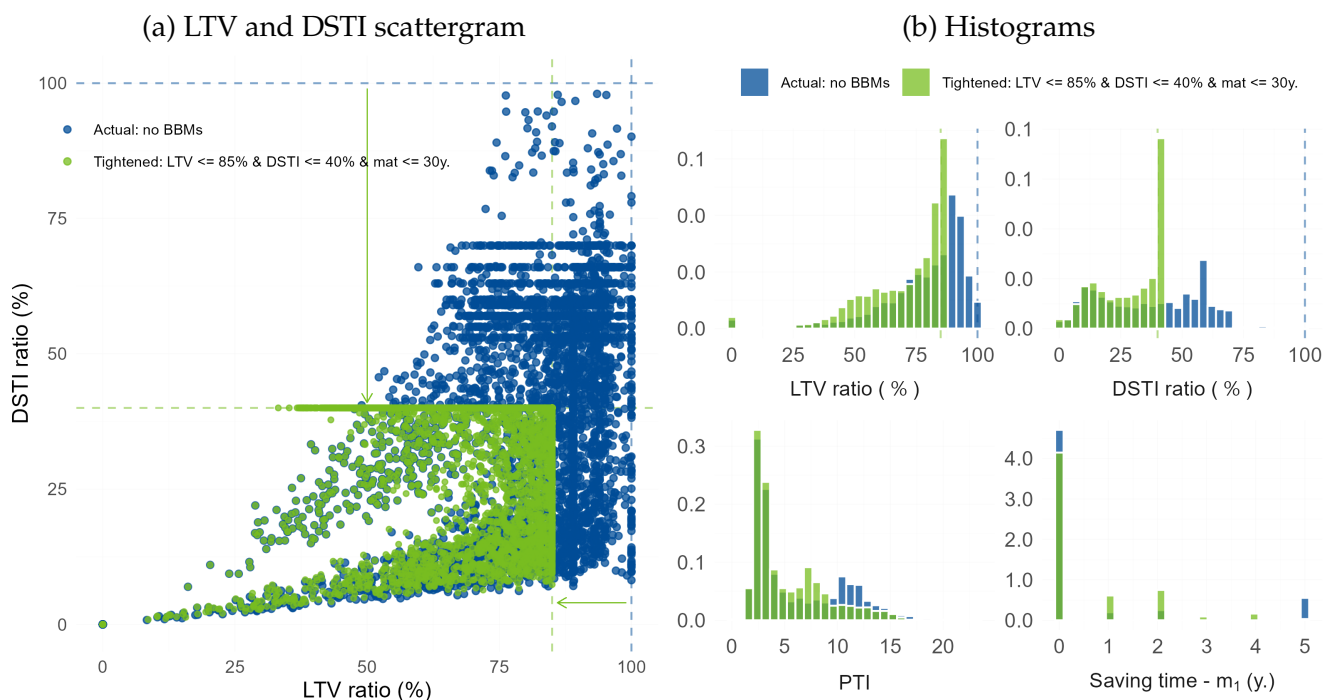 (a) LTV and DSTI scattergram
100
75
50
25
0
DSTI ratio (%)
Actual: no BBMs
Tightened: LTV <= 85% & DSTI <= 40% & mat <= 30y.
0 25 50 75 100
LTV ratio (%)
(b) Histograms
Actual: no BBMs Tightened: LTV <= 85% & DSTI <= 40% & mat <= 30y.
0.1
0.0
0.0
0.0
0 25 50 75 100
LTV ratio ( % )
0.1
0.1
0.0
0.0
0.0
0 25 50 75 100
DSTI ratio ( % )
0.3
0.2
0.1
0.0
0 5 10 15 20
PTI
4.0
3.0
2.0
1.0
0.0
0 1 2 3 4 5
Saving time - m₁ (y.)